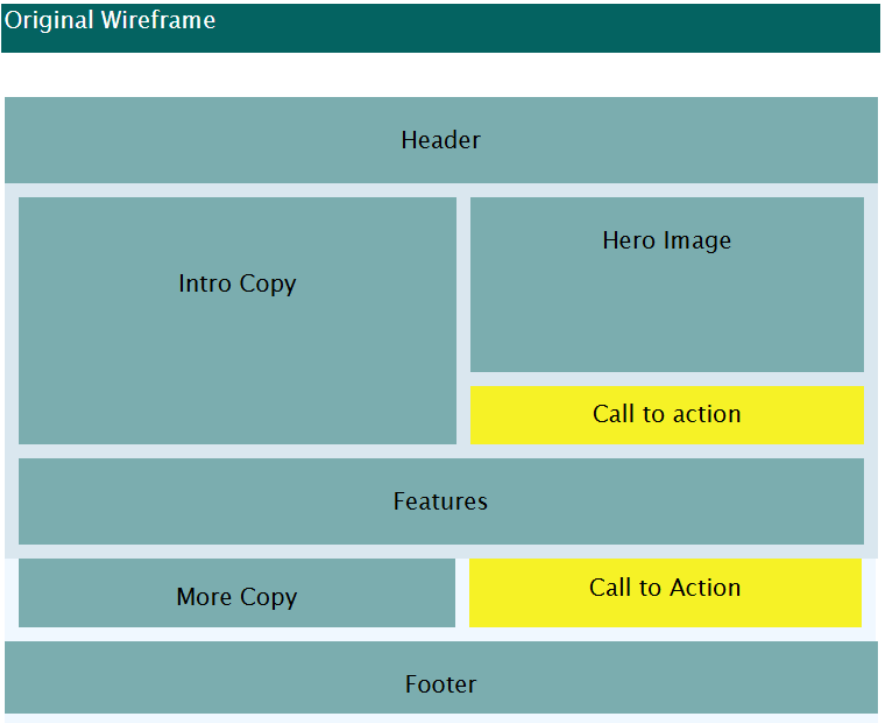 Original Wireframe
Header
Intro Copy
Hero Image
Call to action
Features
More Copy
Call to Action
Footer